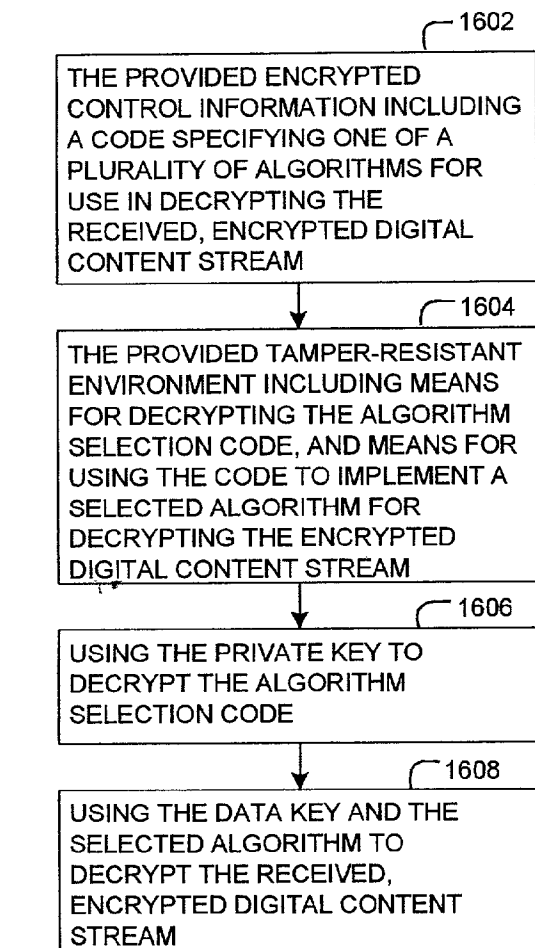 1602
THE PROVIDED ENCRYPTED
CONTROL INFORMATION INCLUDING
A CODE SPECIFYING ONE OF A
PLURALITY OF ALGORITHMS FOR
USE IN DECRYPTING THE
RECEIVED, ENCRYPTED DIGITAL
CONTENT STREAM
1604
THE PROVIDED TAMPER-RESISTANT
ENVIRONMENT INCLUDING MEANS
FOR DECRYPTING THE ALGORITHM
SELECTION CODE, AND MEANS FOR
USING THE CODE TO IMPLEMENT A
SELECTED ALGORITHM FOR
DECRYPTING THE ENCRYPTED
DIGITAL CONTENT STREAM
1606
USING THE PRIVATE KEY TO
DECRYPT THE ALGORITHM
SELECTION CODE
1608
USING THE DATA KEY AND THE
SELECTED ALGORITHM TO
DECRYPT THE RECEIVED,
ENCRYPTED DIGITAL CONTENT
STREAM